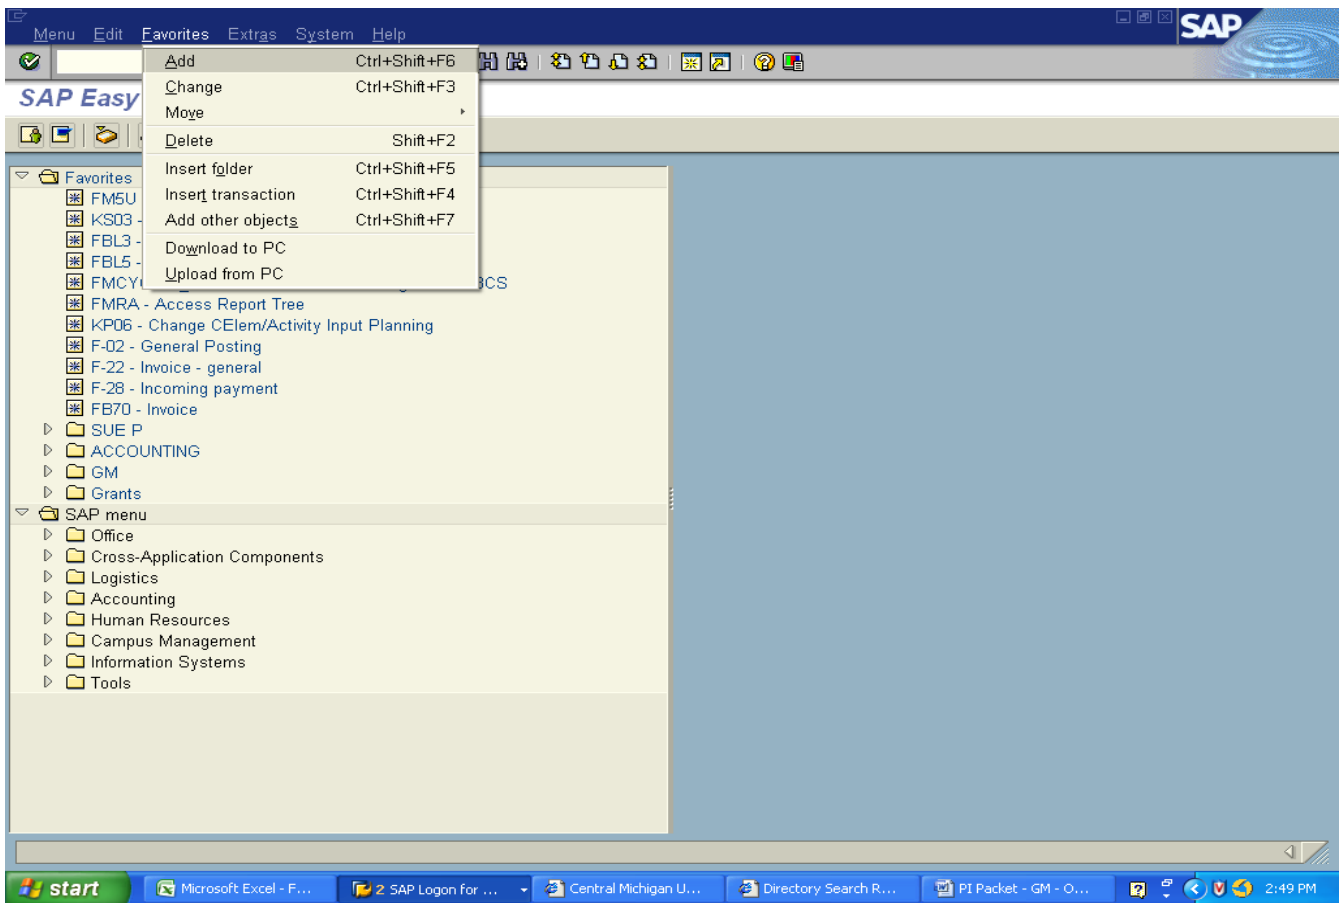 Menu Edit Favorites Extras System Help
SAP
Add Ctrl+Shift+F6
Change Ctrl+Shift+F3
SAP Easy
Move
Delete Shift+F2
Insert folder Ctrl+Shift+F5
Insert transaction Ctrl+Shift+F4
Add other objects Ctrl+Shift+F7
Download to PC
Upload from PC
Favorites
FM5U
KS03 -
FBL3 -
FBL5 -
FMCY
BCS
FMRA - Access Report Tree
KP06 - Change CElem/Activity Input Planning
F-02 - General Posting
F-22 - Invoice - general
F-28 - Incoming payment
FB70 - Invoice
SUE P
ACCOUNTING
GM
Grants
SAP menu
Office
Cross-Application Components
Logistics
Accounting
Human Resources
Campus Management
Information Systems
Tools
start Microsoft Excel - F... 2 SAP Logon for ... Central Michigan U... Directory Search R... PI Packet - GM - O... 2:49 PM